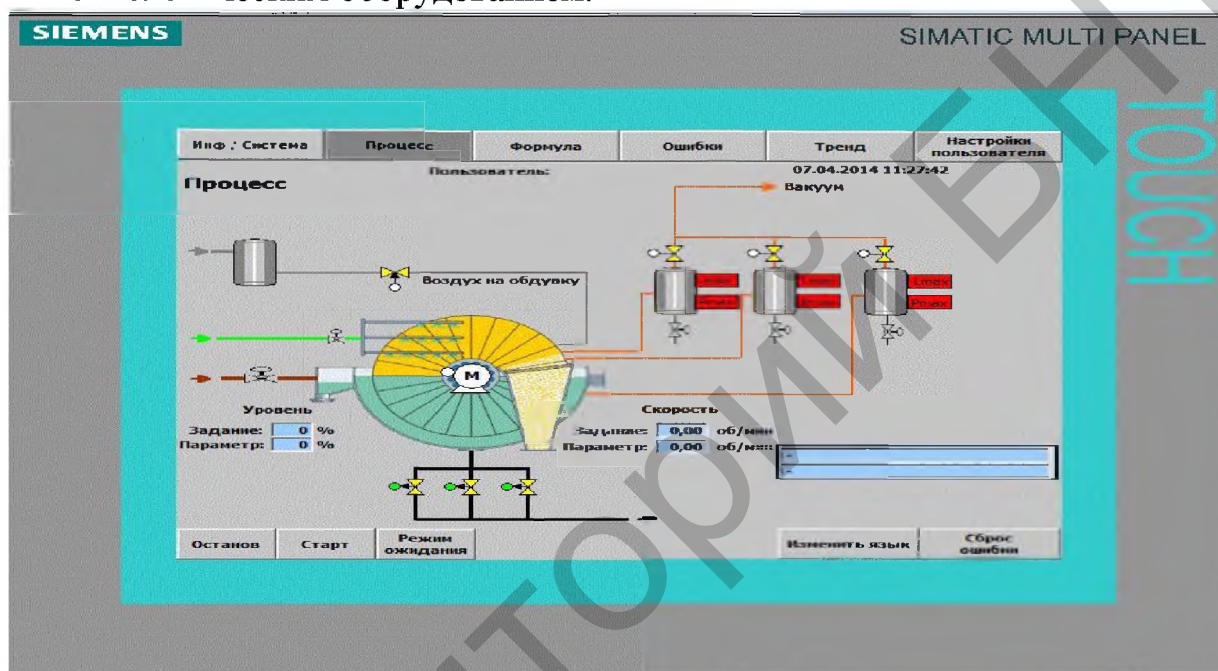 оборудованием.
SIEMENS
SIMATIC MULTI PANEL
TOUCH
Инф./Система Процесс Формула Ошибки Тренд Настройки
пользователя
Процесс
Пользователь:
07.04.2014 11:27:42
Вакуум
Воздух на обдувку
Lmax
Pmax
Уровень
Задание: 0 %
Параметр: 0 %
M
Скорость
Задание: 0,00 об/мин
Параметр: 0,00 об/мин
Останов Старт Режим
ожидания
Изменить язык Сброс
ошибки